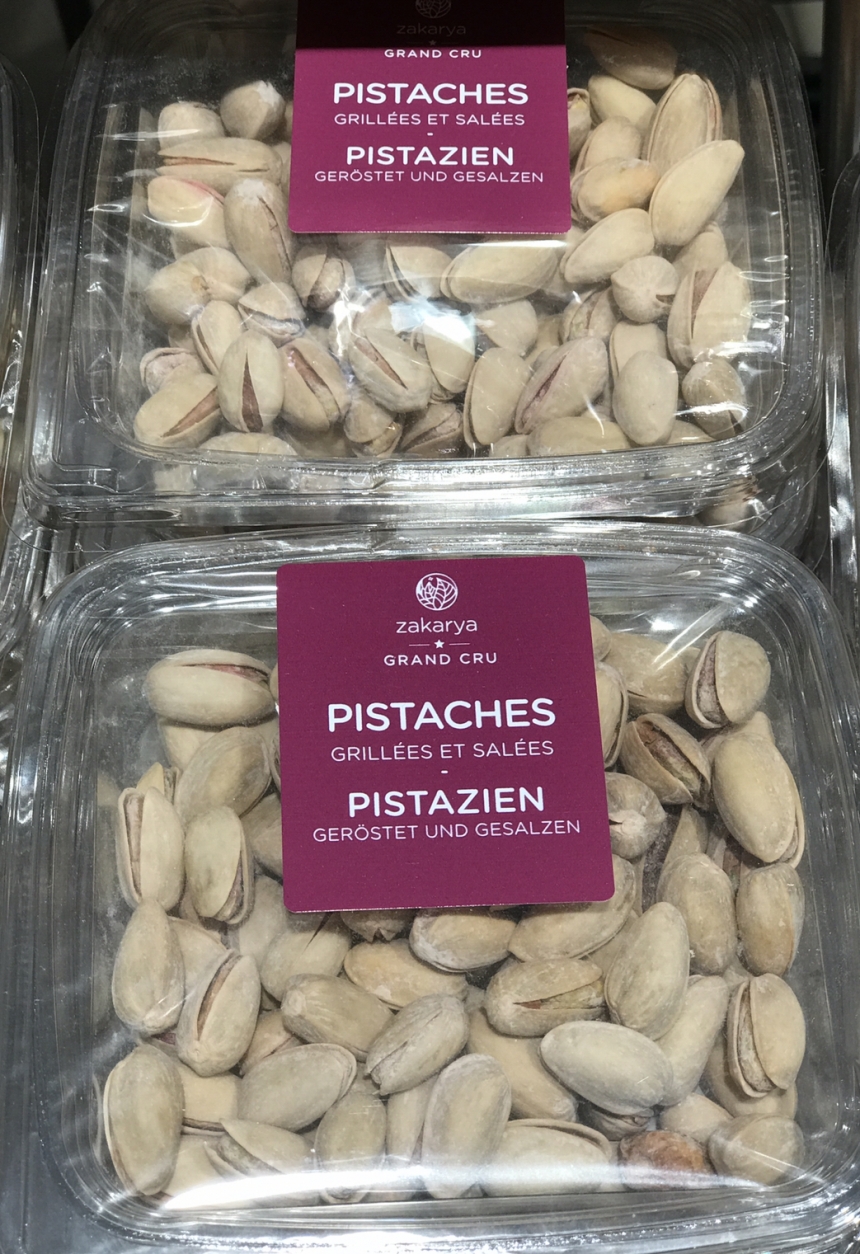 zakarya
GRAND CRU
PISTACHES
GRILLÉES ET SALÉES
-
PISTAZIEN
GERÖSTET UND GESALZEN
zakarya
GRAND CRU
PISTACHES
GRILLÉES ET SALÉES
-
PISTAZIEN
GERÖSTET UND GESALZEN